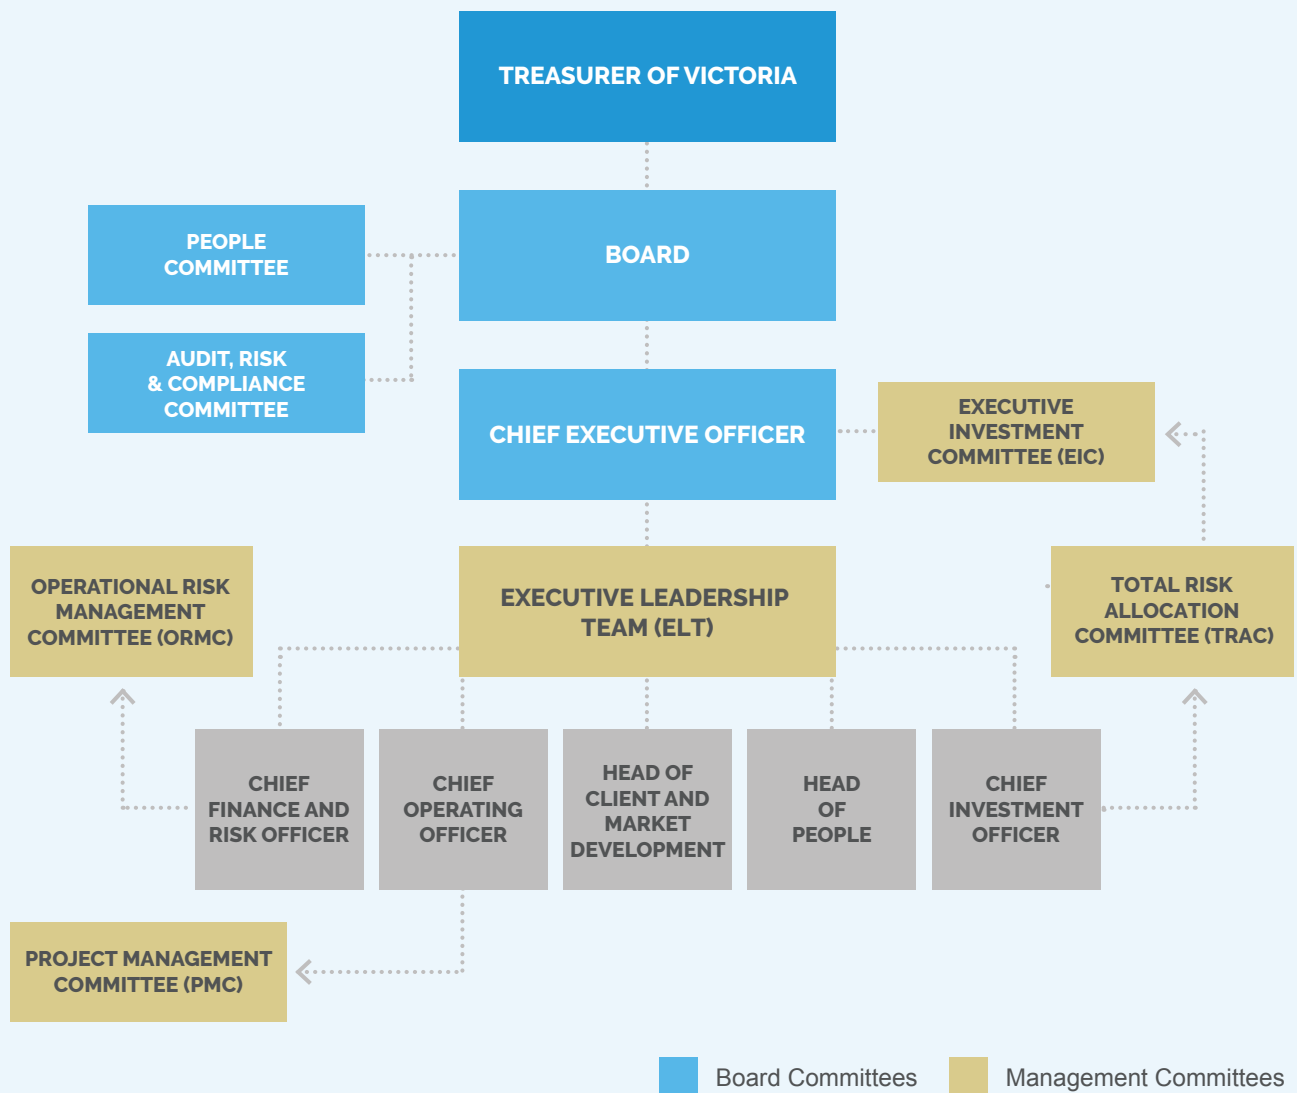 TREASURER OF VICTORIA
PEOPLE
COMMITTEE
BOARD
AUDIT, RISK
& COMPLIANCE
COMMITTEE
CHIEF EXECUTIVE OFFICER
EXECUTIVE
INVESTMENT
COMMITTEE (EIC)
OPERATIONAL RISK
MANAGEMENT
COMMITTEE (ORMC)
EXECUTIVE LEADERSHIP
TEAM (ELT)
TOTAL RISK
ALLOCATION
COMMITTEE (TRAC)
CHIEF
FINANCE AND
RISK OFFICER
CHIEF
OPERATING
OFFICER
HEAD OF
CLIENT AND
MARKET
DEVELOPMENT
HEAD
OF
PEOPLE
CHIEF
INVESTMENT
OFFICER
PROJECT MANAGEMENT
COMMITTEE (PMC)
Board Committees
Management Committees